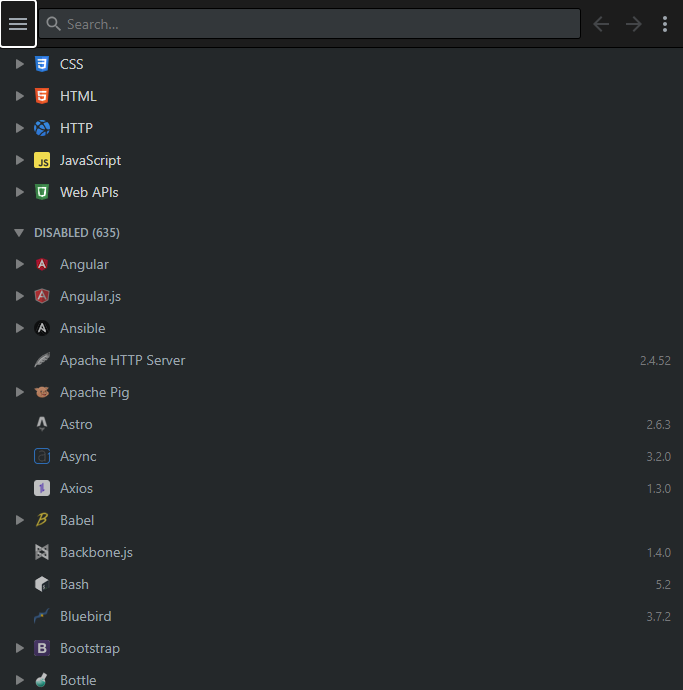 Search...
CSS
HTML
HTTP
JS JavaScript
Web APIs
DISABLED (635)
Angular
Angular.js
Ansible
Apache HTTP Server 2.4.52
Apache Pig
Astro 2.6.3
Async 3.2.0
Axios 1.3.0
Babel
Backbone.js 1.4.0
Bash 5.2
Bluebird 3.7.2
B Bootstrap
Bottle